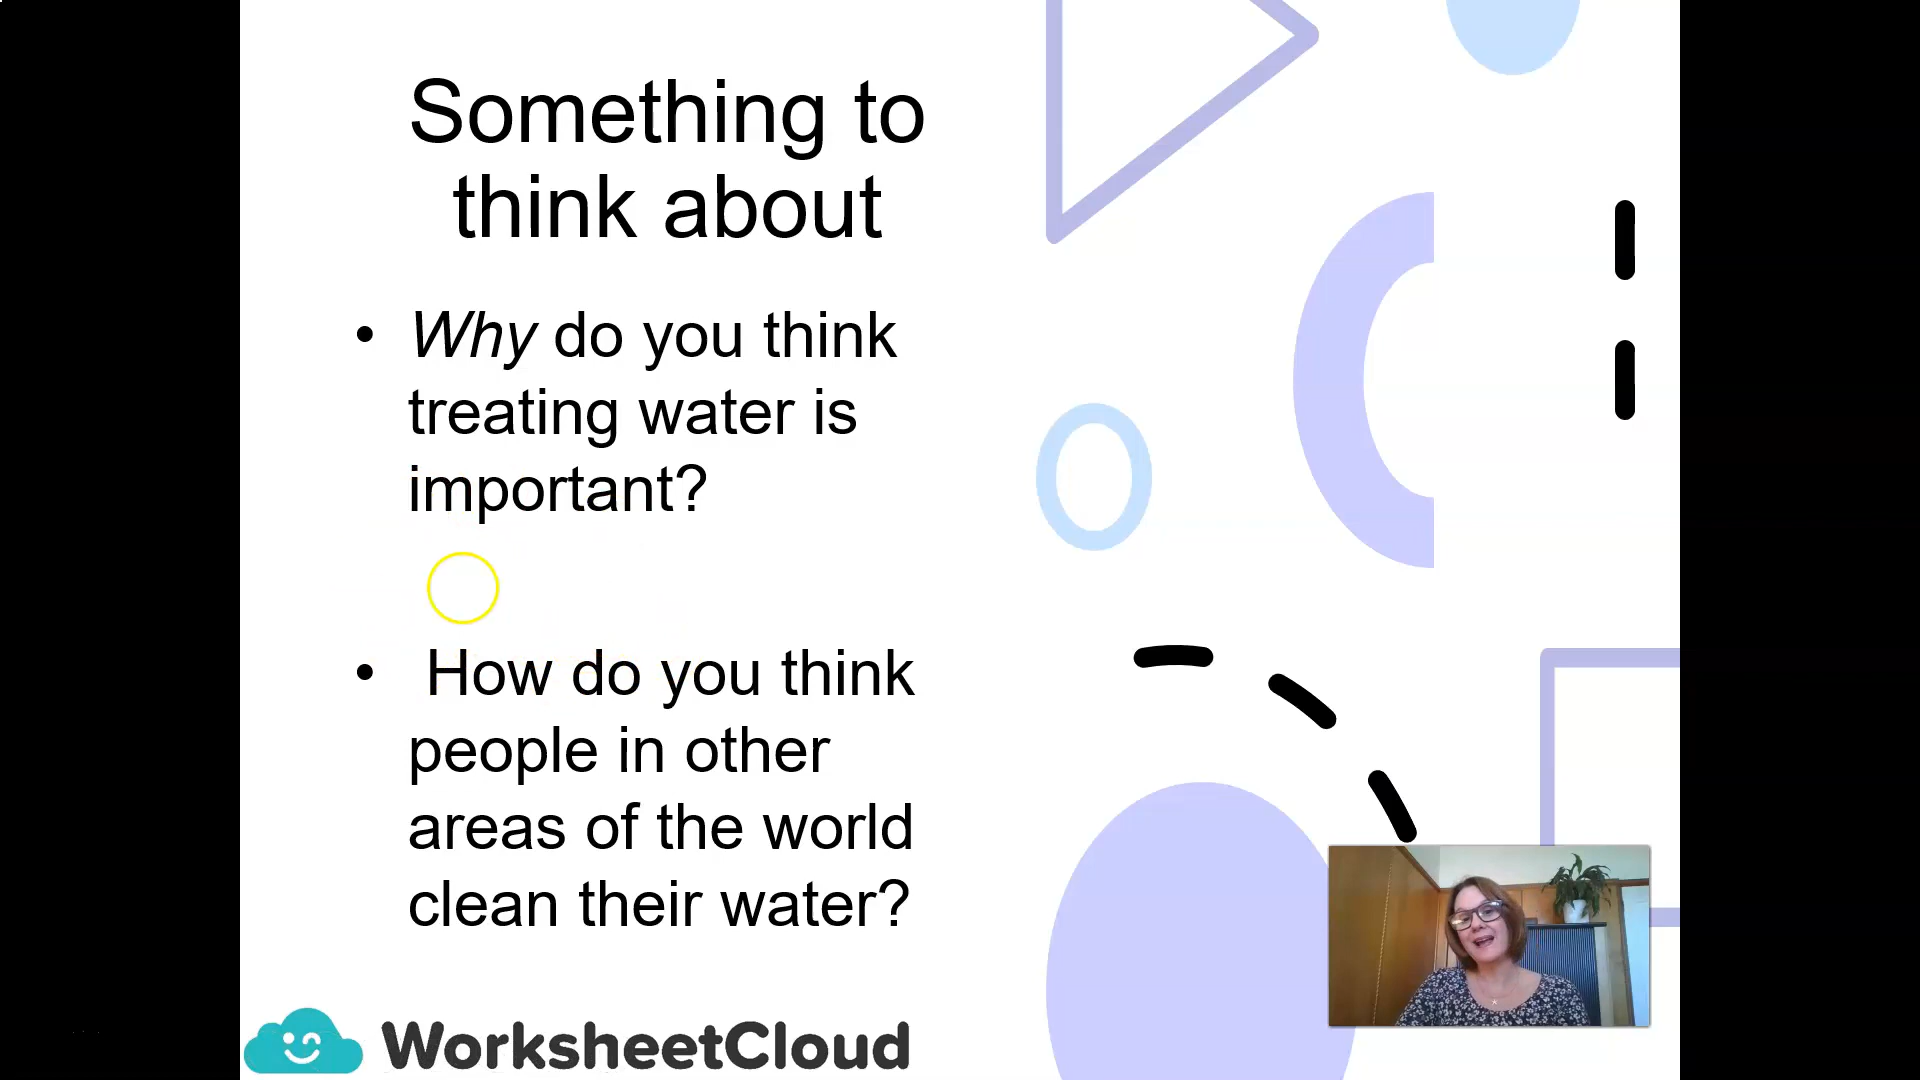 Something to
think about
• Why do you think
treating water is
important?
• How do you think
people in other
areas of the world
clean their water?
WorksheetCloud